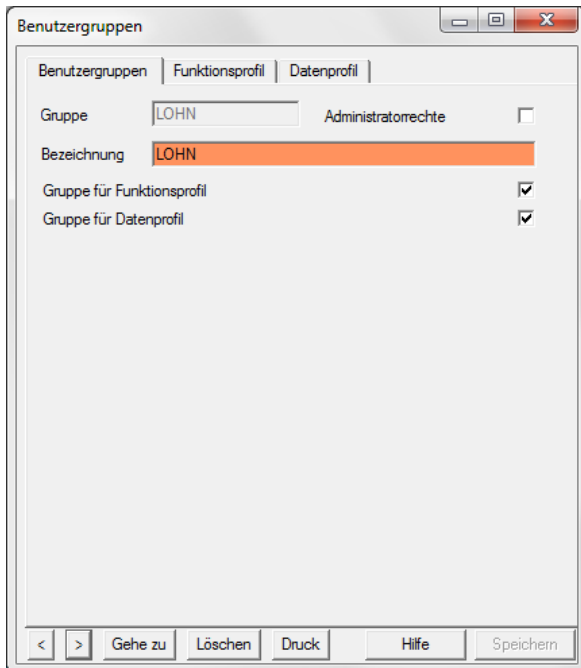 Benutzergruppen
Benutzergruppen Funktionsprofil Datenprofil
Gruppe LOHN Administratorrechte
Bezeichnung LOHN
Gruppe für Funktionsprofil
Gruppe für Datenprofil
< > Gehe zu Löschen Druck Hilfe Speichern